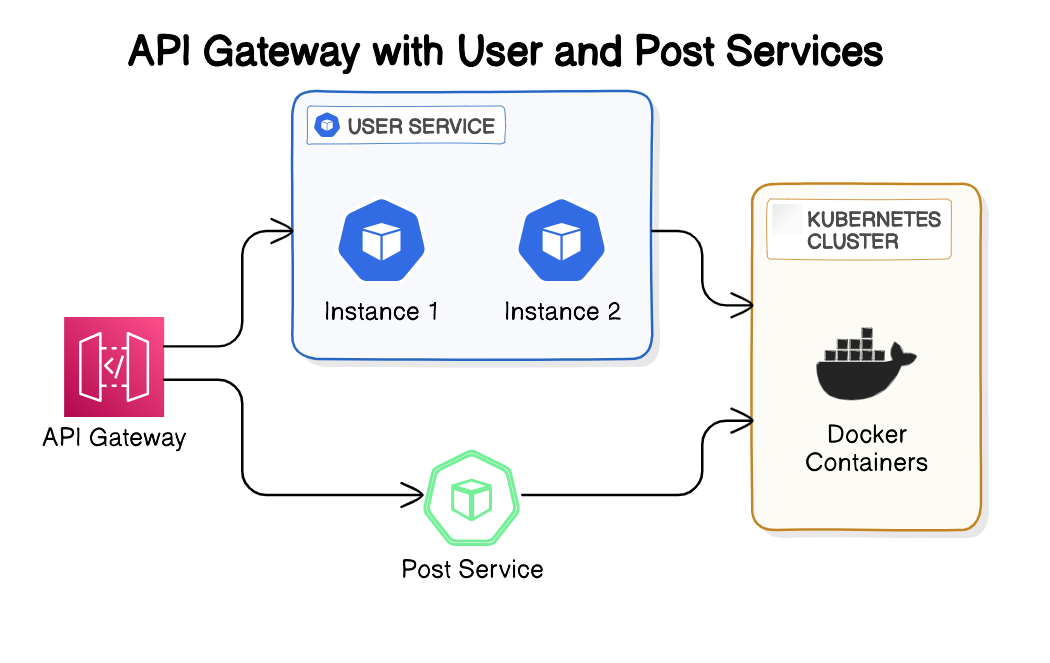 API Gateway with User and Post Services
USER SERVICE
Instance 1
Instance 2
KUBERNETES
CLUSTER
</>
API Gateway
Docker
Containers
Post Service